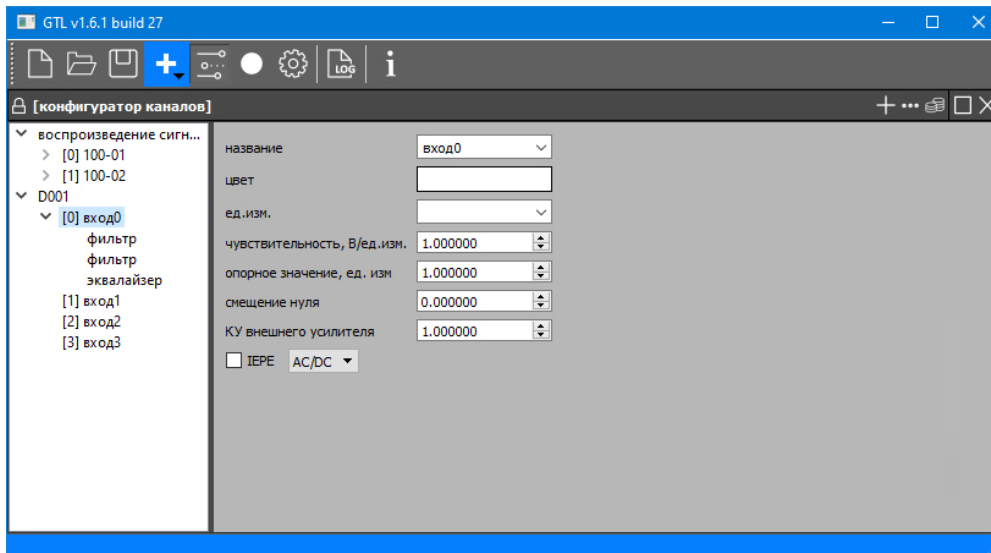 GTL v1.6.1 build 27
LOG
[конфигуратор каналов]
воспроизведение сигн...
[0] 100-01
[1] 100-02
D001
[0] вход0
фильтр
фильтр
эквалайзер
[1] вход1
[2] вход2
[3] вход3
название вход0
цвет
ед.изм.
чувствительность, В/ед.изм. 1.000000
опорное значение, ед. изм 1.000000
смещение нуля 0.000000
КУ внешнего усилителя 1.000000
IEPE AC/DC